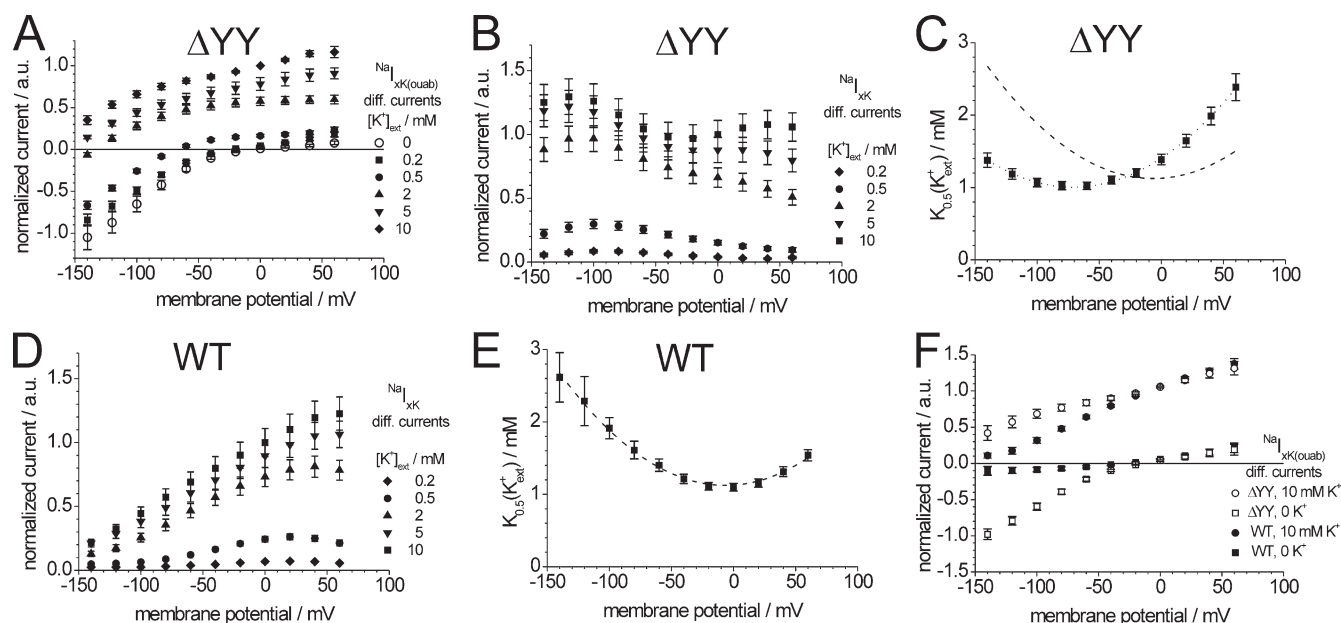 A
ΔYY
normalized current / a.u.
1.0
0.5
0.0
-0.5
-1.0
-150 -100 -50 0 50 100
membrane potential / mV
NaIxK(ouab)
diff. currents
[K+]ext / mM
0
0.2
0.5
2
5
10
B
ΔYY
normalized current / a.u.
1.5
1.0
0.5
0.0
-150 -100 -50 0 50 100
membrane potential / mV
NaIxK
diff. currents
[K+]ext / mM
0.2
0.5
2
5
10
C
ΔYY
K0.5(K+ext) / mM
3
2
1
0
-150 -100 -50 0 50 100
membrane potential / mV
D
WT
normalized current / a.u.
1.5
1.0
0.5
0.0
-150 -100 -50 0 50 100
membrane potential / mV
NaIxK
diff. currents
[K+]ext / mM
0.2
0.5
2
5
10
E
WT
K0.5(K+ext) / mM
3
2
1
0
-150 -100 -50 0 50 100
membrane potential / mV
F
normalized current / a.u.
1.5
1.0
0.5
0.0
-0.5
-1.0
-1.5
-150 -100 -50 0 50 100
membrane potential / mV
NaIxK(ouab)
diff. currents
ΔYY, 10 mM K+
ΔYY, 0 K+
WT, 10 mM K+
WT, 0 K+